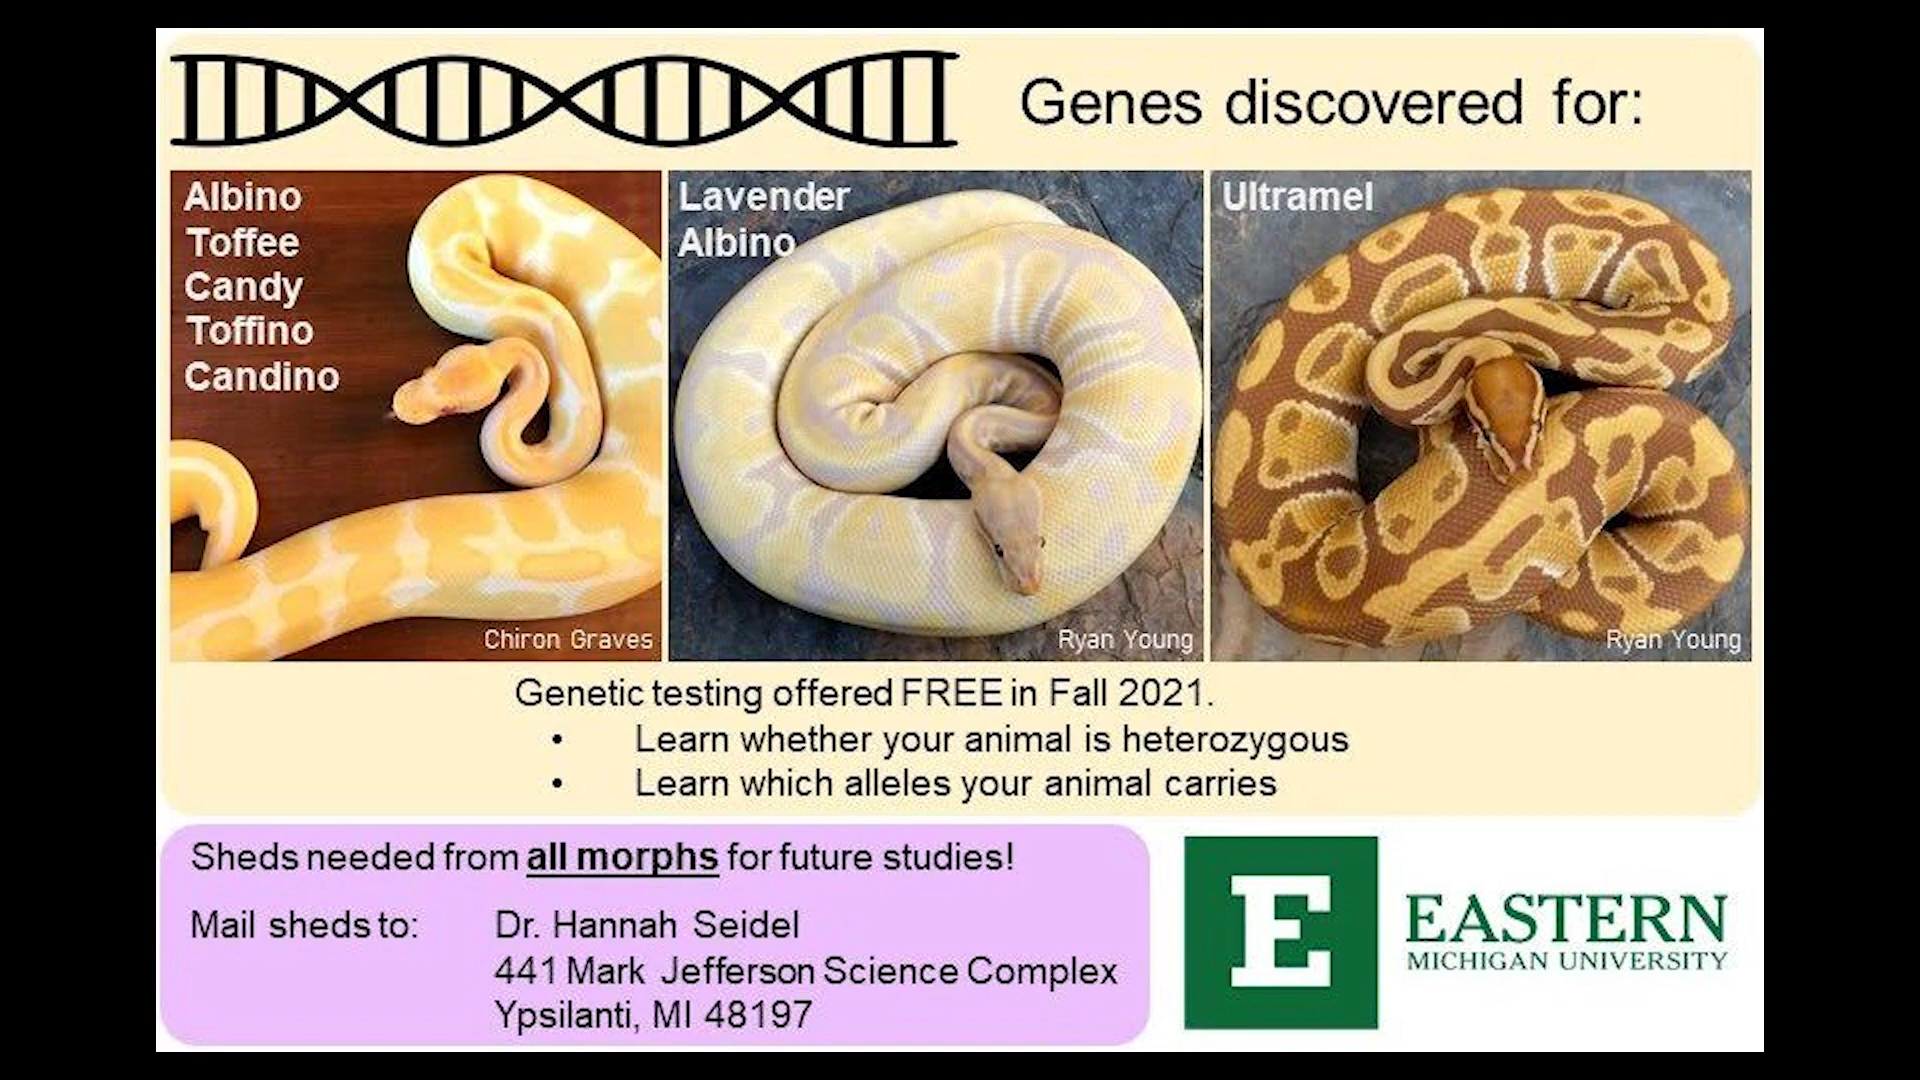 Genes discovered for:
Albino
Toffee
Candy
Toffino
Candino
Chiron Graves
Lavender
Albino
Ryan Young
Ultramel
Ryan Young
Genetic testing offered FREE in Fall 2021.
• Learn whether your animal is heterozygous
• Learn which alleles your animal carries
Sheds needed from all morphs for future studies!
Mail sheds to: Dr. Hannah Seidel
441 Mark Jefferson Science Complex
Ypsilanti, MI 48197
E
EASTERN
MICHIGAN UNIVERSITY